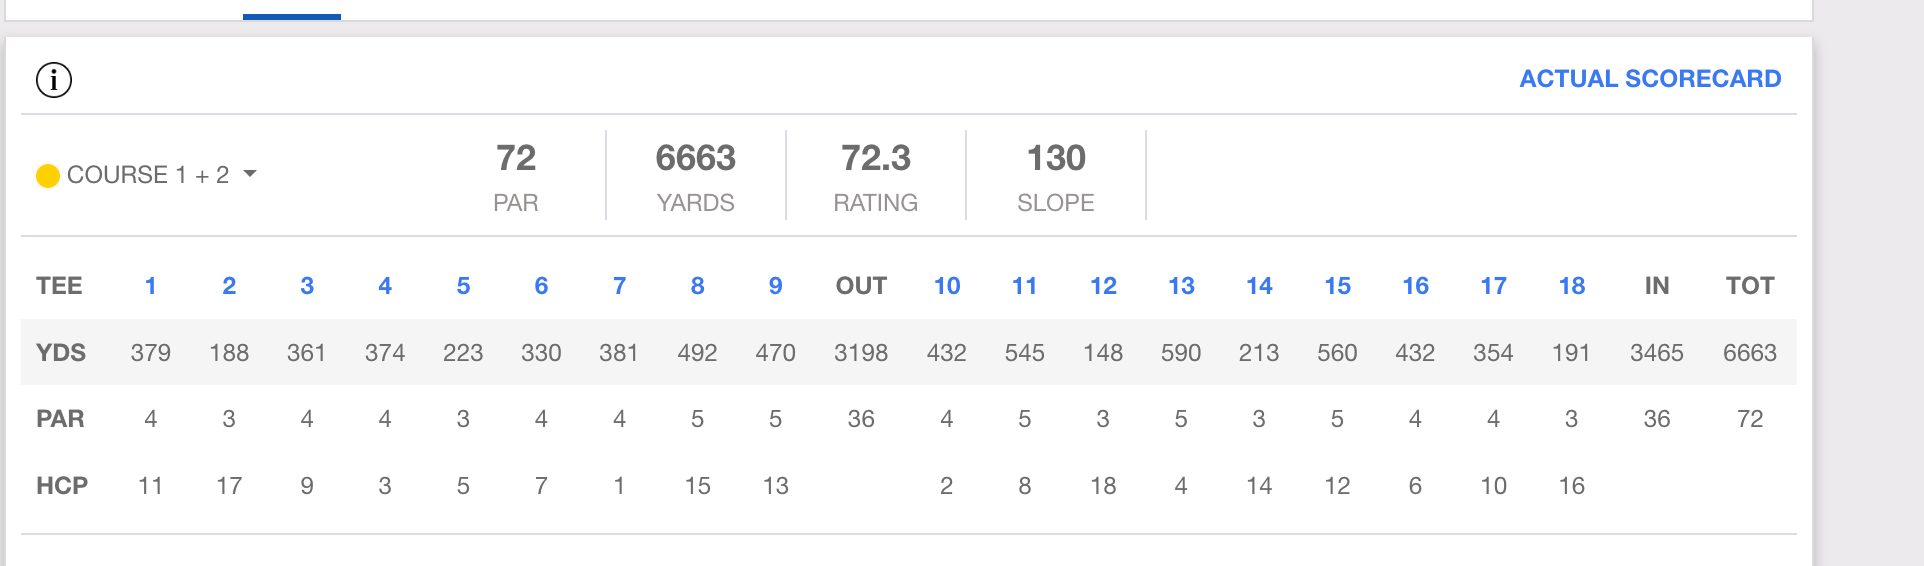 i
ACTUAL SCORECARD
COURSE 1 + 2
72 6663 72.3 130
PAR YARDS RATING SLOPE
TEE 1 2 3 4 5 6 7 8 9 OUT 10 11 12 13 14 15 16 17 18 IN TOT
YDS 379 188 361 374 223 330 381 492 470 3198 432 545 148 590 213 560 432 354 191 3465 6663
PAR 4 3 4 4 3 4 4 5 5 36 4 5 3 5 3 5 4 4 3 36 72
HCP 11 17 9 3 5 7 1 15 13 2 8 18 4 14 12 6 10 16